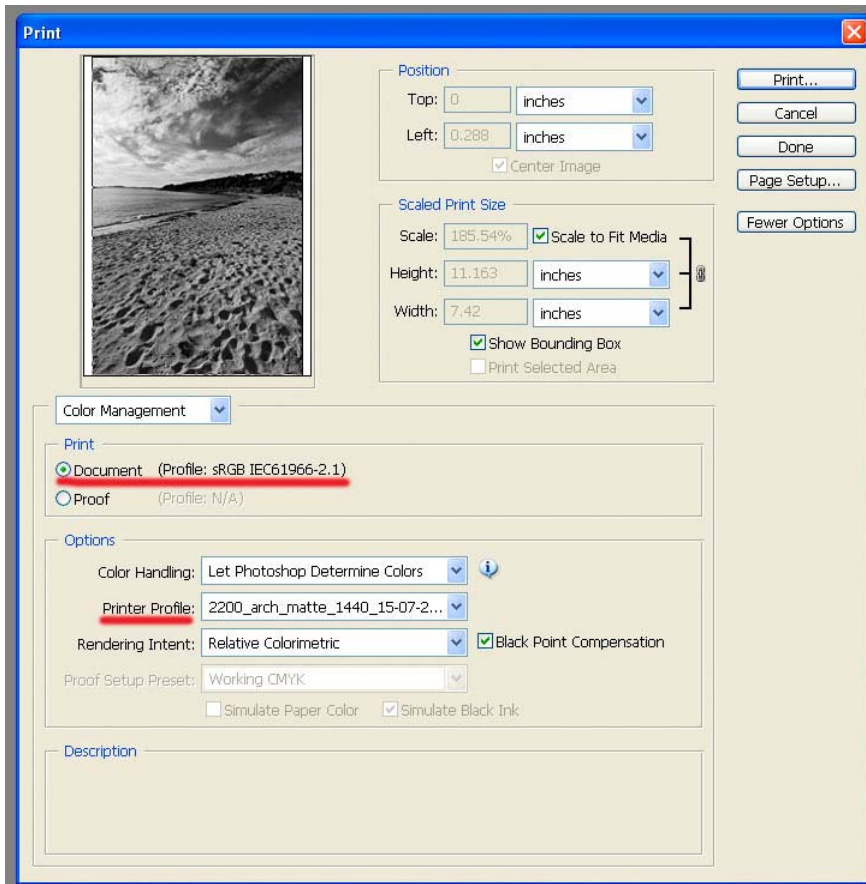 Print
Position
Print...
Top: 0 inches
Cancel
Left: 0.288 inches
Done
Center Image
Page Setup...
Scaled Print Size
Fewer Options
Scale: 185.54% Scale to Fit Media
Height: 11.163 inches
Width: 7.42 inches
Show Bounding Box
Print Selected Area
Color Management
Print
Document (Profile: sRGB IEC61966-2.1)
Proof (Profile: N/A)
Options
Color Handling: Let Photoshop Determine Colors
Printer Profile: 2200_arch_matte_1440_15-07-2...
Rendering Intent: Relative Colorimetric Black Point Compensation
Proof Setup Preset: Working CMYK
Simulate Paper Color Simulate Black Ink
Description